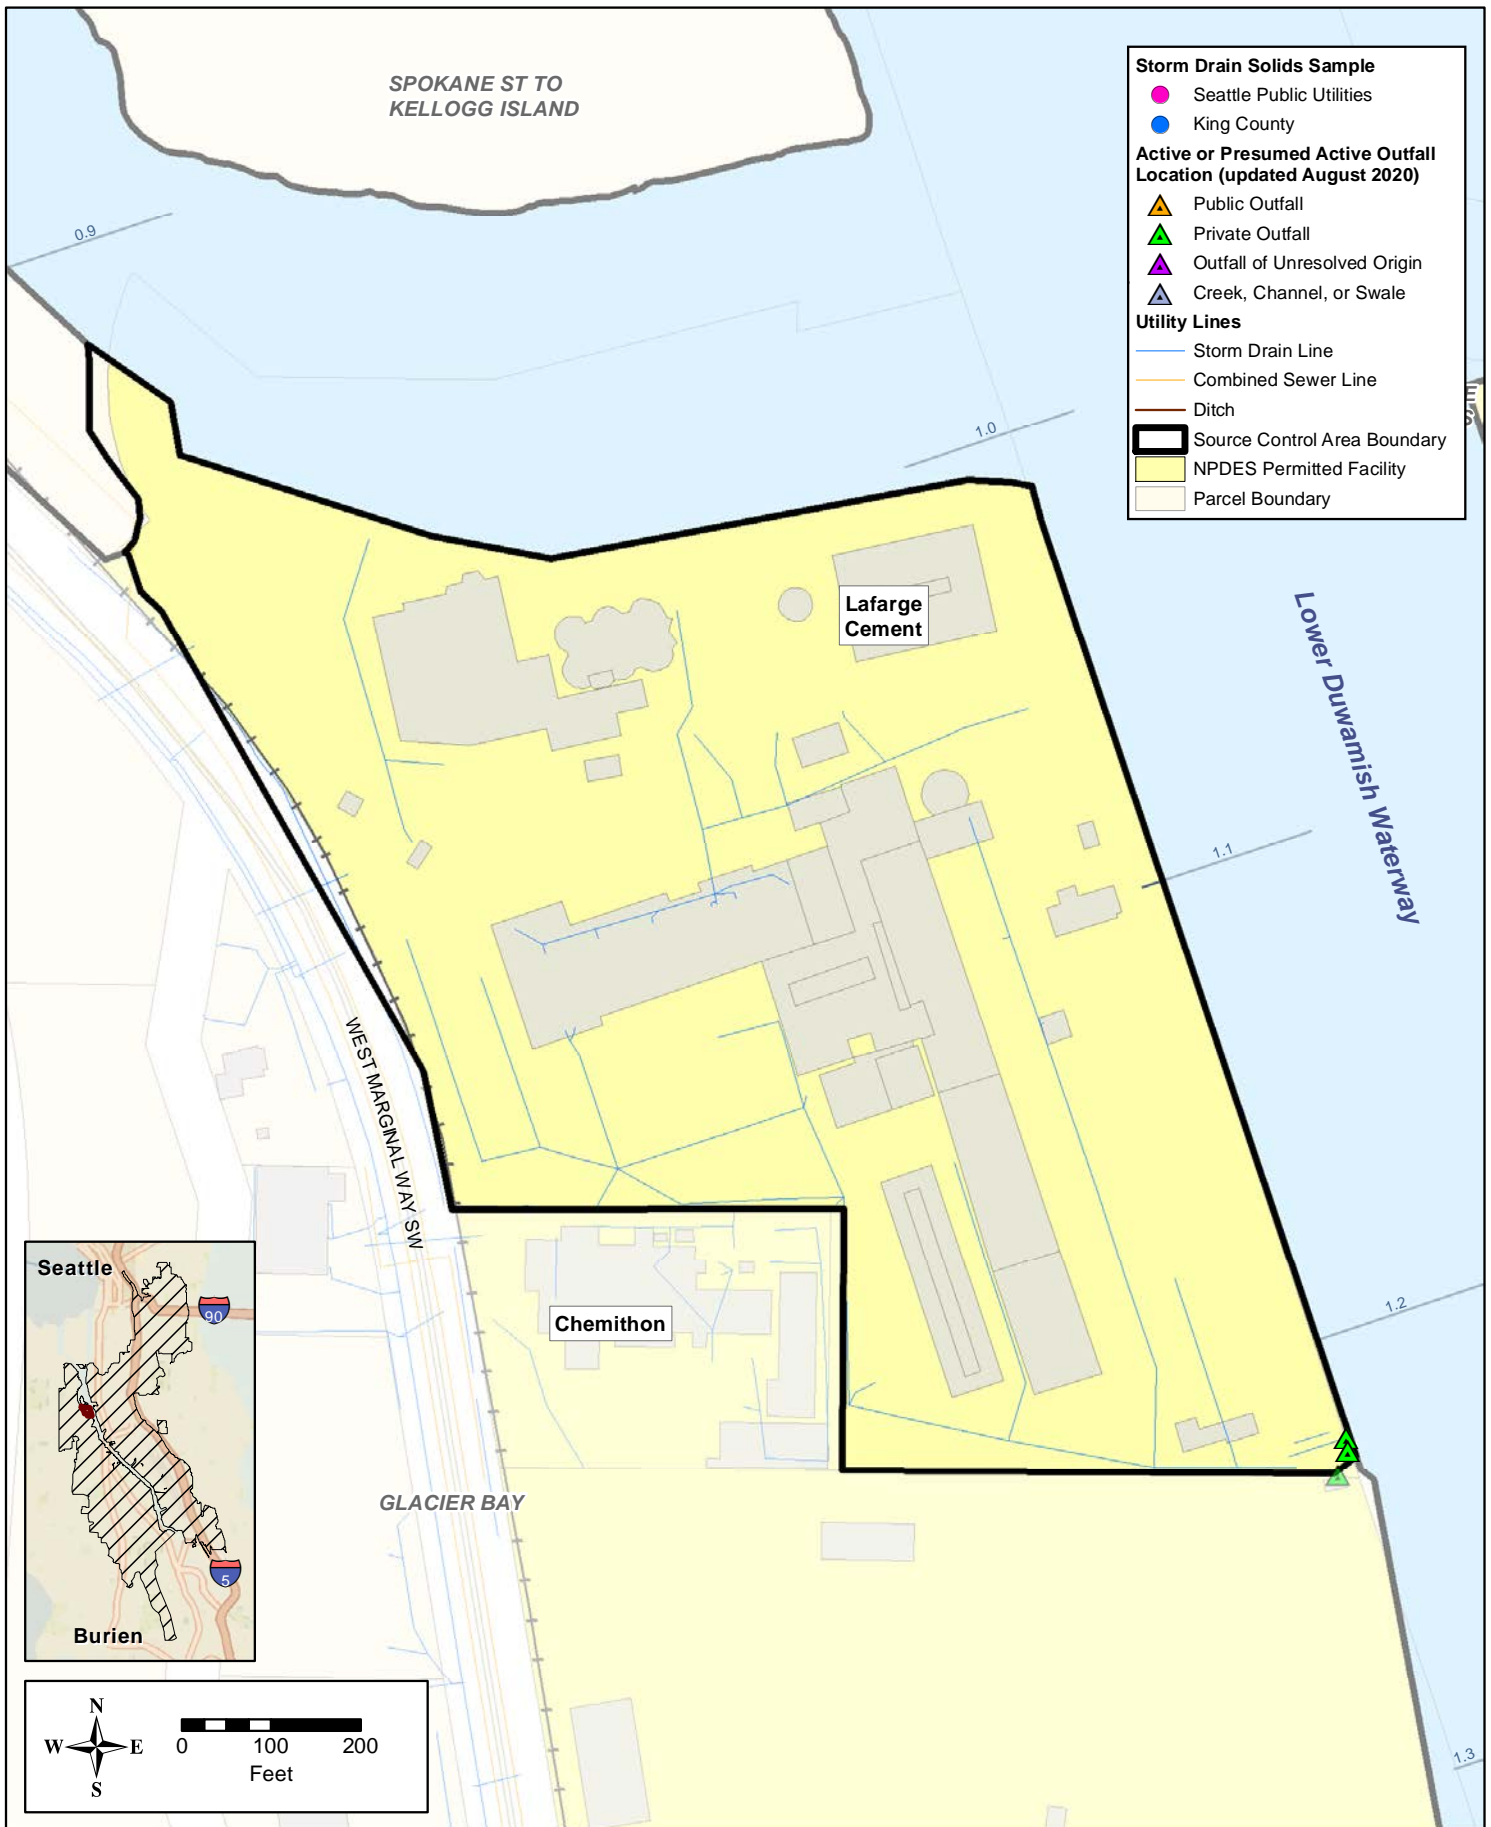 SPOKANE ST TO
KELLOGG ISLAND
Storm Drain Solids Sample
Seattle Public Utilities
King County
Active or Presumed Active Outfall
Location (updated August 2020)
Public Outfall
Private Outfall
Outfall of Unresolved Origin
Creek, Channel, or Swale
Utility Lines
Storm Drain Line
Combined Sewer Line
Ditch
Source Control Area Boundary
NPDES Permitted Facility
Parcel Boundary
0.9
1.0
Lafarge
Cement
Lower Duwamish Waterway
1.1
WEST MARGINAL WAY SW
1.2
Chemithon
GLACIER BAY
Seattle
90
5
Burien
N
W E
S
0 100 200
Feet
1.3